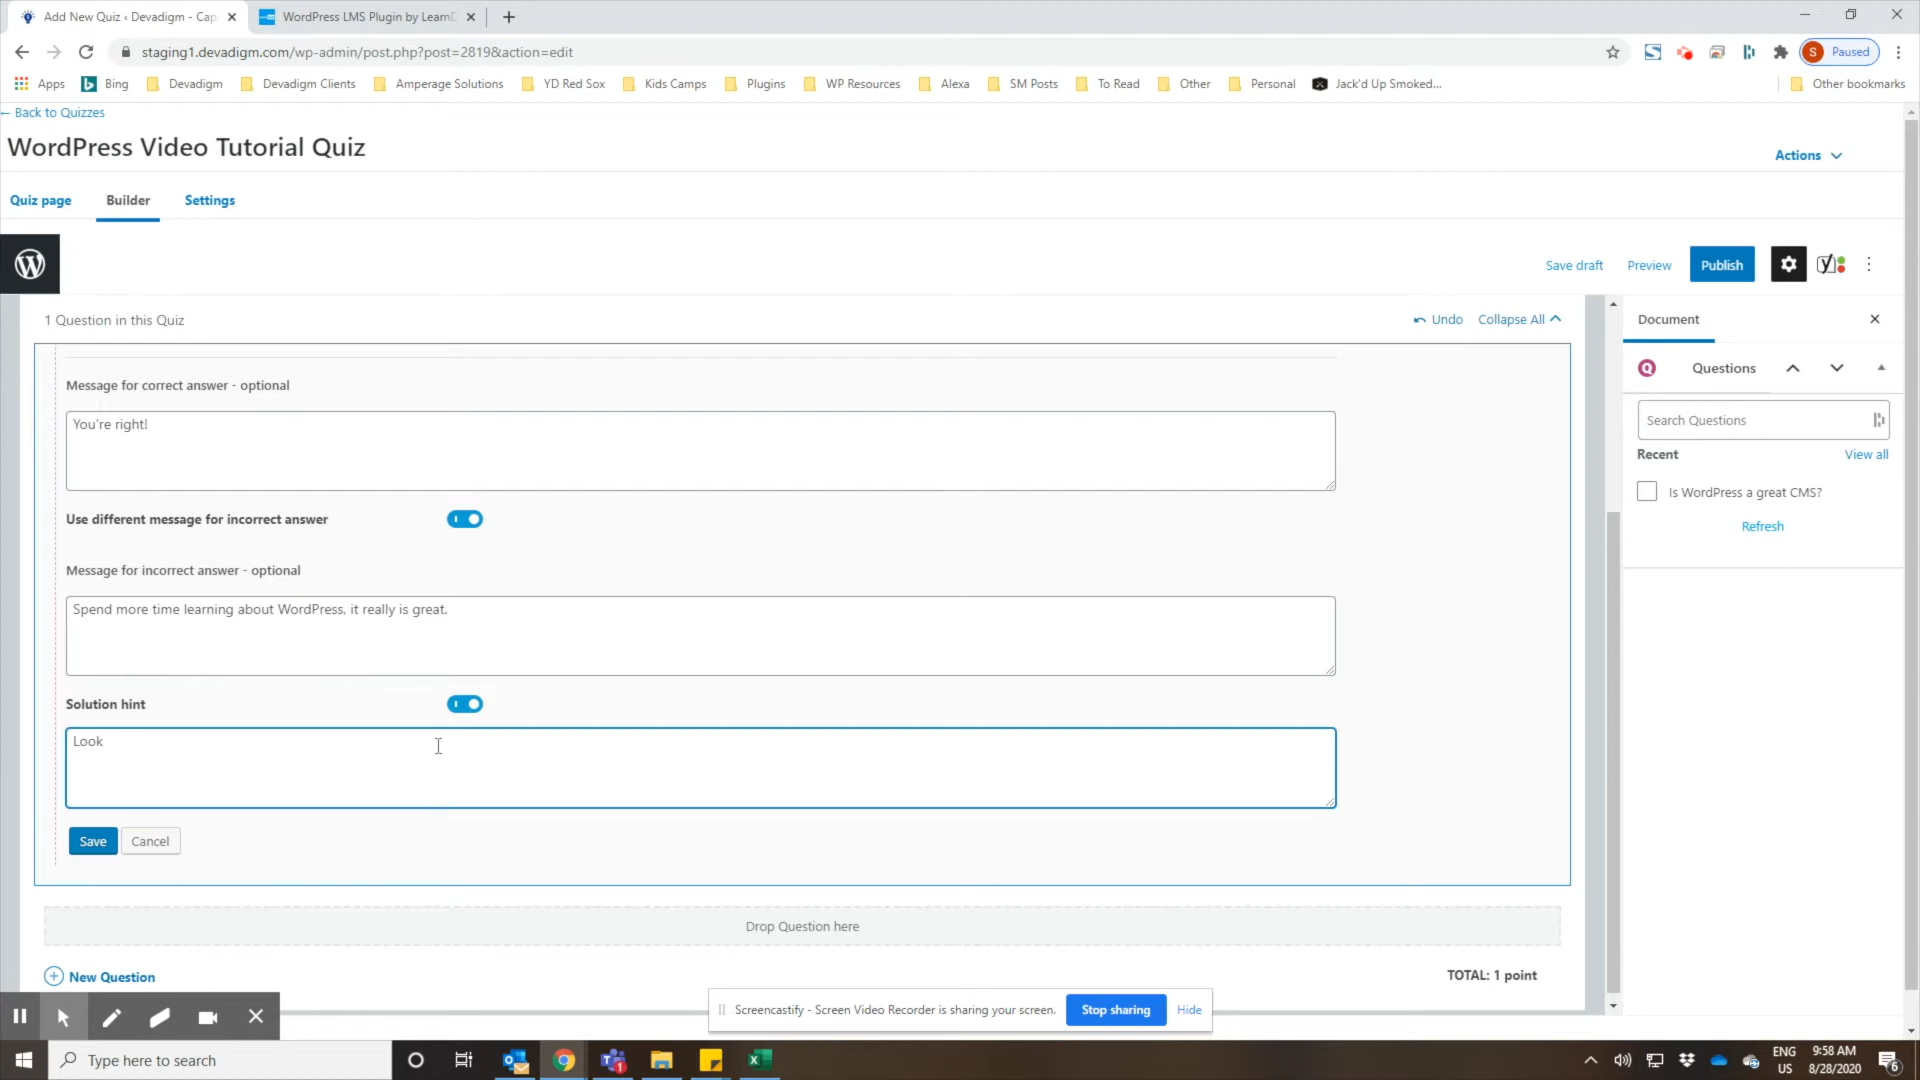 Add New Quiz ‹ Devadigm - Cap
WordPress LMS Plugin by LearnD
staging1.devadigm.com/wp-admin/post.php?post=2819&action=edit
S Paused
Apps
Bing
Devadigm
Devadigm Clients
Amperage Solutions
YD Red Sox
Kids Camps
Plugins
WP Resources
Alexa
SM Posts
To Read
Other
Personal
Jack'd Up Smoked...
Other bookmarks
← Back to Quizzes
WordPress Video Tutorial Quiz
Actions
Quiz page
Builder
Settings
Save draft
Preview
Publish
1 Question in this Quiz
Undo
Collapse All
Document
Message for correct answer - optional
You're right!
Use different message for incorrect answer
Message for incorrect answer - optional
Spend more time learning about WordPress, it really is great.
Solution hint
Look
Save
Cancel
Q Questions
Search Questions
Recent
View all
Is WordPress a great CMS?
Refresh
Drop Question here
New Question
TOTAL: 1 point
Screencastify - Screen Video Recorder is sharing your screen.
Stop sharing
Hide
Type here to search
1
ENG
US
9:58 AM
8/28/2020
6